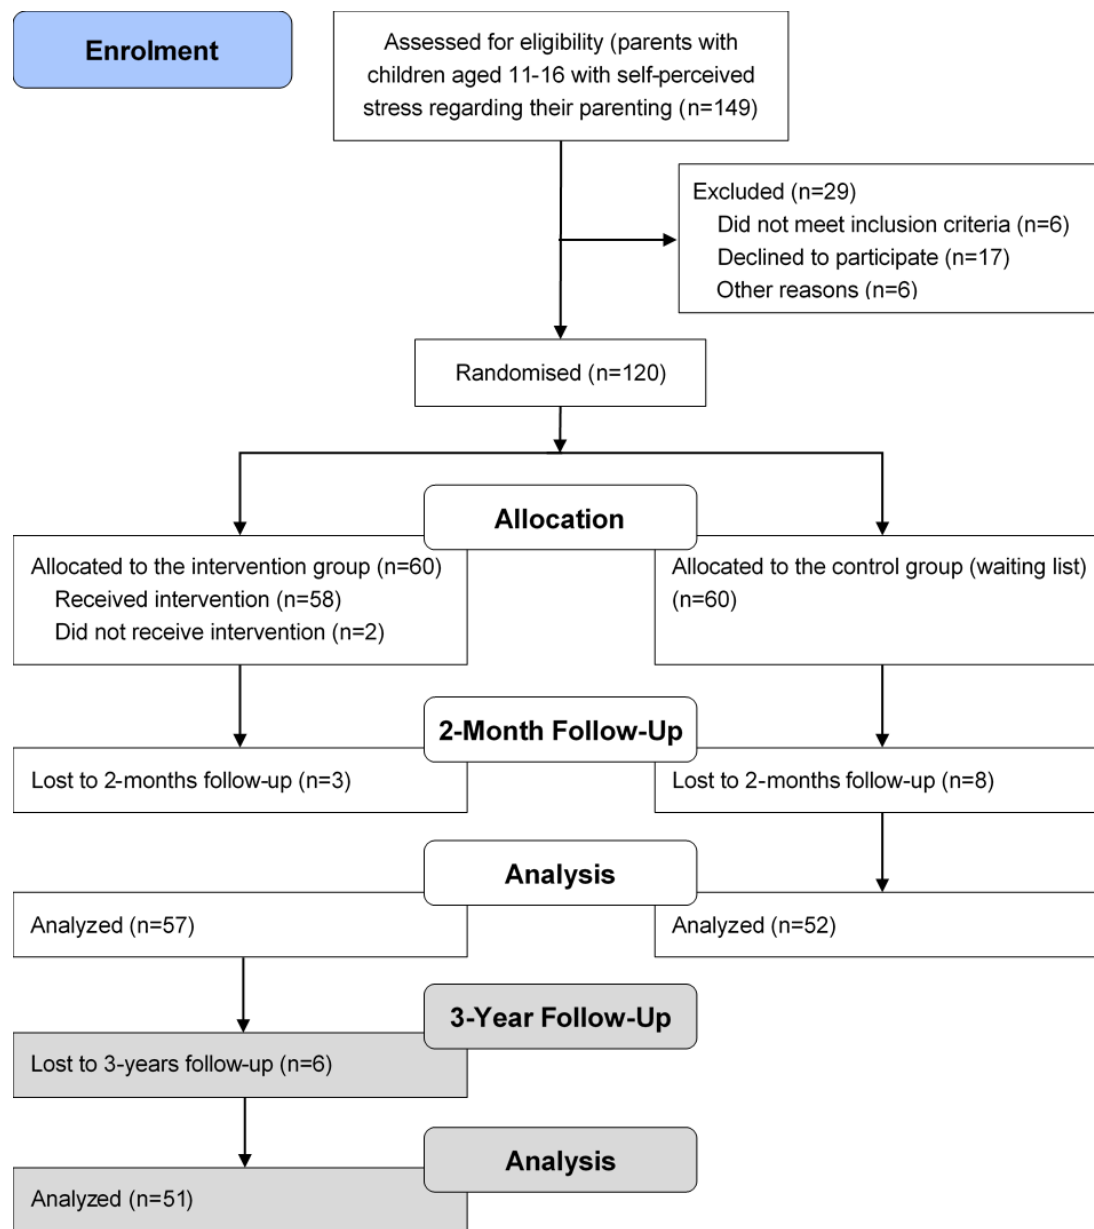 Enrolment
Assessed for eligibility (parents with
children aged 11-16 with self-perceived
stress regarding their parenting (n=149)
Excluded (n=29)
Did not meet inclusion criteria (n=6)
Declined to participate (n=17)
Other reasons (n=6)
Randomised (n=120)
Allocation
Allocated to the intervention group (n=60)
Received intervention (n=58)
Did not receive intervention (n=2)
Allocated to the control group (waiting list)
(n=60)
2-Month Follow-Up
Lost to 2-months follow-up (n=3)
Lost to 2-months follow-up (n=8)
Analysis
Analyzed (n=57)
Analyzed (n=52)
3-Year Follow-Up
Lost to 3-years follow-up (n=6)
Analysis
Analyzed (n=51)